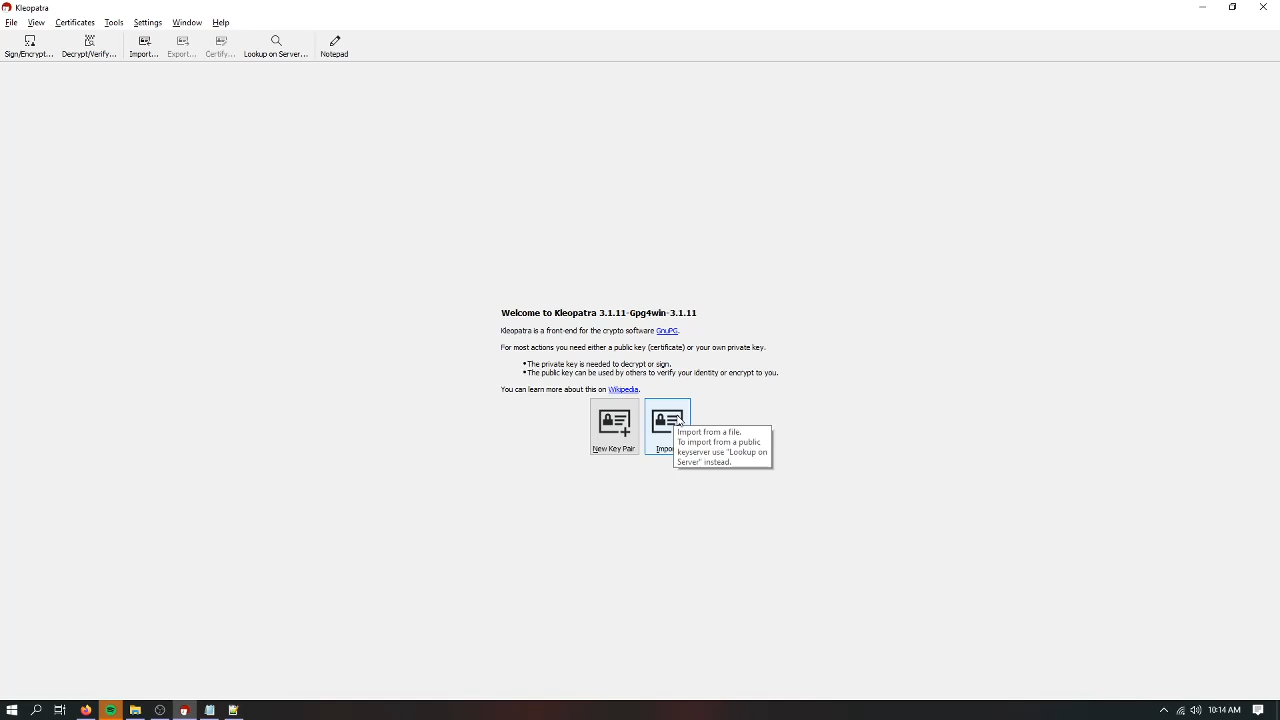 Kleopatra
File View Certificates Tools Settings Window Help
Sign/Encrypt... Decrypt/Verify... Import... Export... Certify... Lookup on Server... Notepad
Welcome to Kleopatra 3.1.11-Gpg4win-3.1.11
Kleopatra is a front-end for the crypto software GnuPG.
For most actions you need either a public key (certificate) or your own private key.
•The private key is needed to decrypt or sign.
•The public key can be used by others to verify your identity or encrypt to you.
You can learn more about this on Wikipedia.
New Key Pair
Import from a file.
To import from a public
keyserver use "Lookup on
Server" instead.
10:14 AM